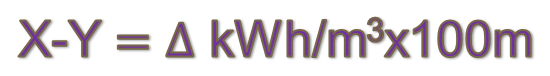 X-Y = Δ kWh/m³x100m